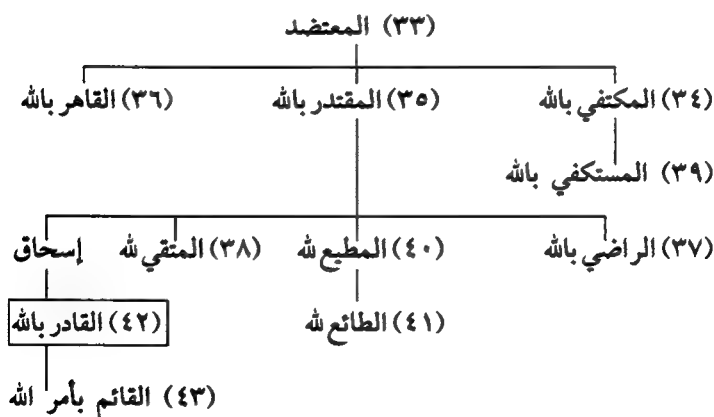 (٣٣) المعتضد
(٣٤) المكتفي بالله (٣٥) المقتدر بالله (٣٦) القاهر بالله
(٣٩) المستكفي بالله
(٣٧) الراضي بالله (٤٠) المطيع لله (٣٨) المتقي لله إسحاق
(٤١) الطائع لله (٤٢) القادر بالله
(٤٣) القائم بأمر الله